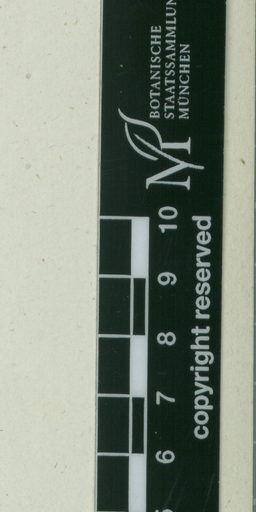 BOTANISCHE
STAATSSAMMLUN
MÜNCHEN
10
9
8
7
6
copyright reserved